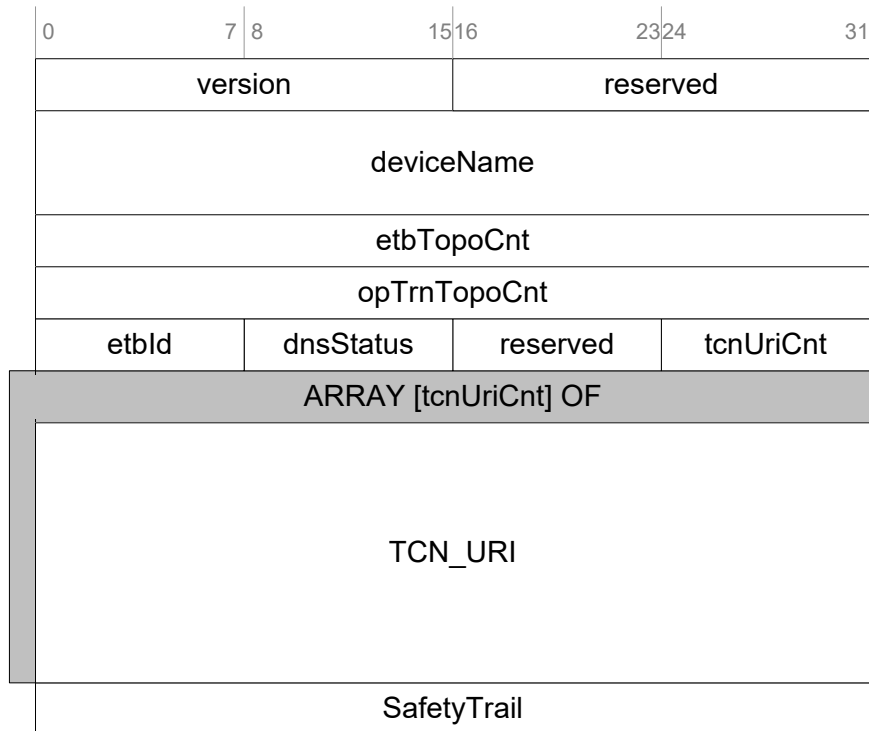 0 7 8 15 16 23 24 31
version reserved
deviceName
etbTopoCnt
opTrnTopoCnt
etbId dnsStatus reserved tcnUriCnt
ARRAY [tcnUriCnt] OF
TCN_URI
SafetyTrail